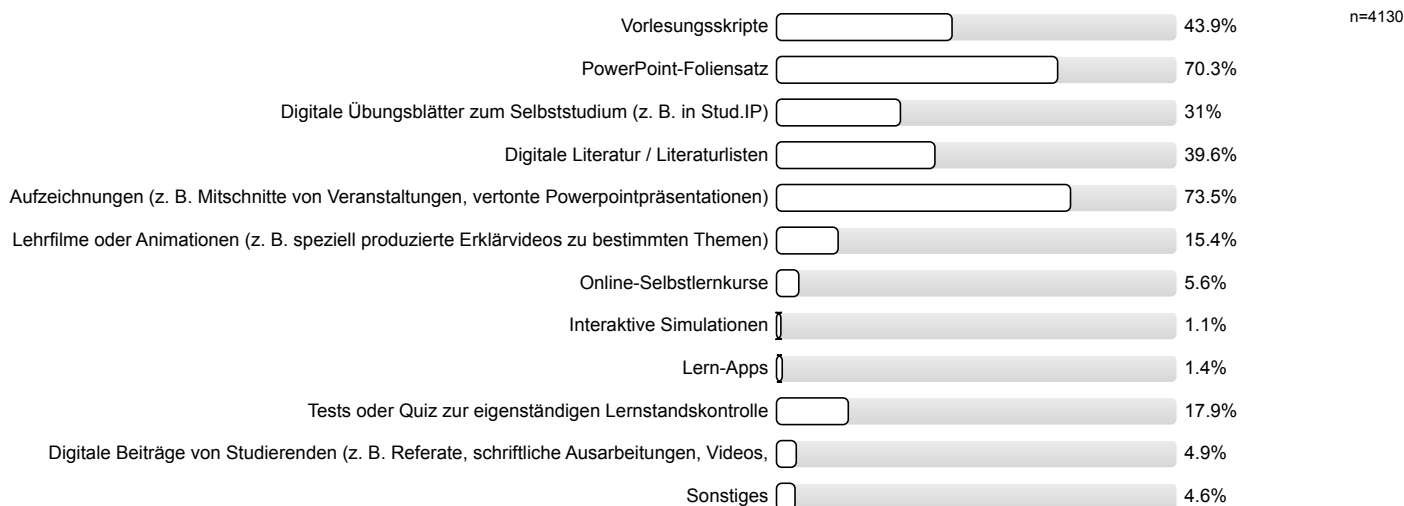 n=4130
Vorlesungsskripte 43.9%
PowerPoint-Foliensatz 70.3%
Digitale Übungsblätter zum Selbststudium (z. B. in Stud.IP) 31%
Digitale Literatur / Literaturlisten 39.6%
Aufzeichnungen (z. B. Mitschnitte von Veranstaltungen, vertonte Powerpointpräsentationen) 73.5%
Lehrfilme oder Animationen (z. B. speziell produzierte Erklärvideos zu bestimmten Themen) 15.4%
Online-Selbstlernkurse 5.6%
Interaktive Simulationen 1.1%
Lern-Apps 1.4%
Tests oder Quiz zur eigenständigen Lernstandskontrolle 17.9%
Digitale Beiträge von Studierenden (z. B. Referate, schriftliche Ausarbeitungen, Videos, 4.9%
Sonstiges 4.6%